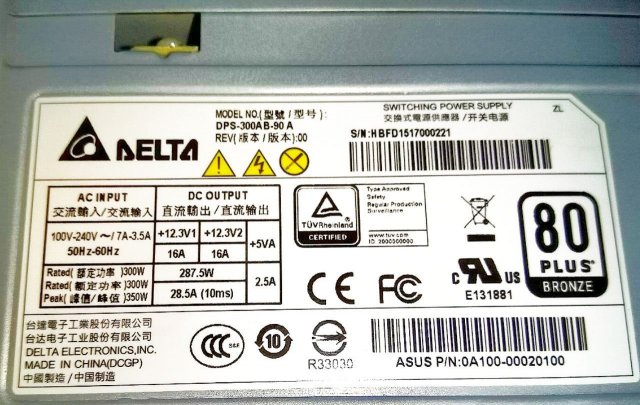 MODEL NO.(型號 / 型号):
DPS-300AB-90 A
REV(版本 / 版本):00
SWITCHING POWER SUPPLY
交換式電源供應器 / 开关电源
ZL
S/N:HBFD1517000221
DELTA
AC INPUT
交流輸入/交流输入
DC OUTPUT
直流輸出/直流输出
100V-240V ～/ 7A-3.5A
50Hz-60Hz
+12.3V1
+12.3V2
+5VA
16A
16A
Rated(額定功率)300W
Rated(额定功率)300W
Peak(峰值/峰值)350W
287.5W
28.5A (10ms)
2.5A
TÜVRheinland
CERTIFIED
Type Approved
Safety
Regular Production
Surveillance
www.tuv.com
ID 2000000000
CE
FC
C
UR
US
E131881
80
PLUS
BRONZE
台達電子工業股份有限公司
台达电子工业股份有限公司
DELTA ELECTRONICS,INC.
MADE IN CHINA(DCGP)
中國製造 / 中国制造
CCC
S&E
10
R33030
ASUS P/N:0A100-00020100